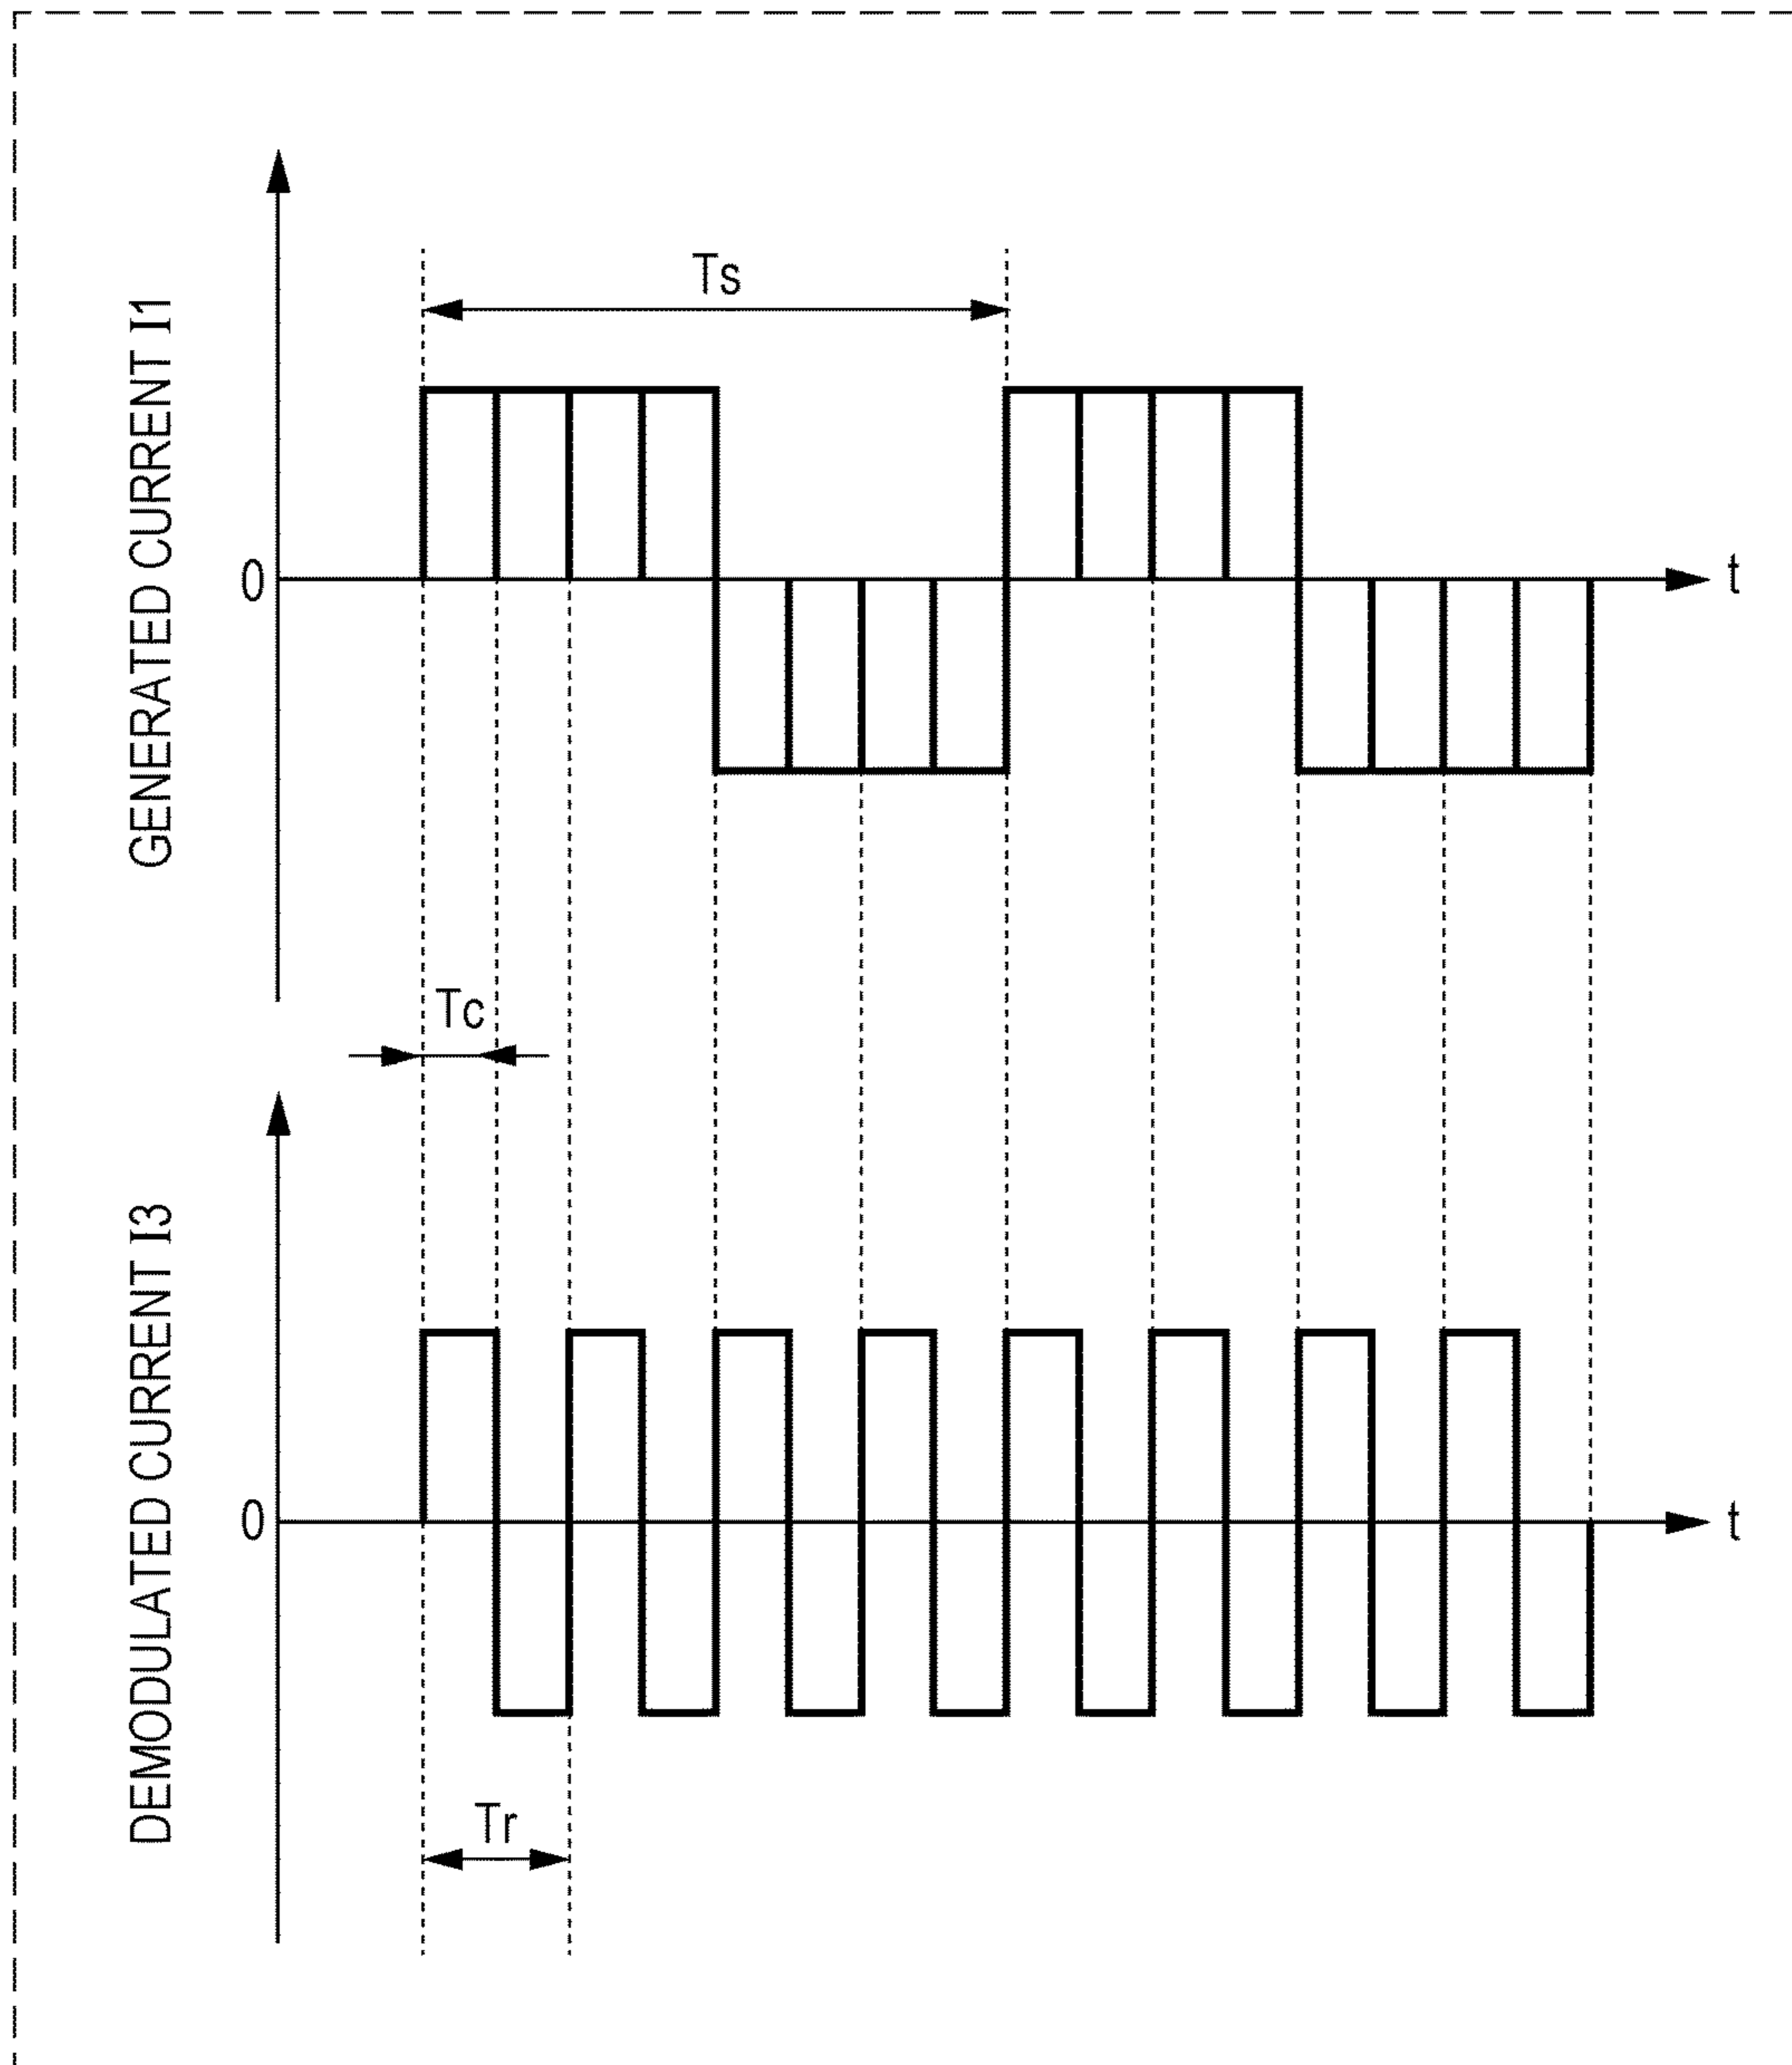 GENERATED CURRENT I1
Ts
0
t
Tc
DEMODULATED CURRENT I3
0
t
Tr